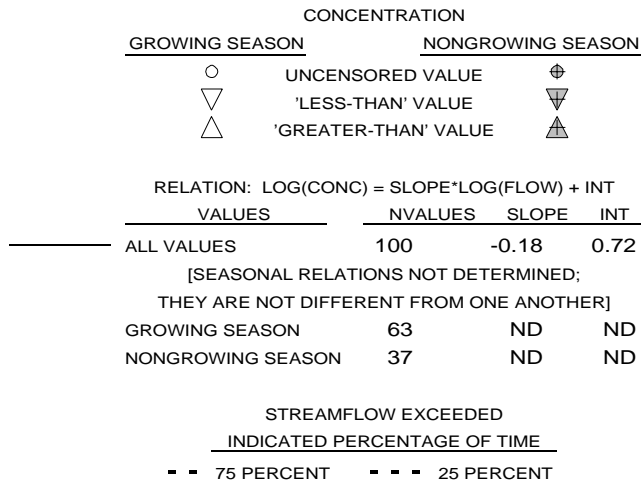 CONCENTRATION
GROWING SEASON NONGROWING SEASON
UNCENSORED VALUE
'LESS-THAN' VALUE
'GREATER-THAN' VALUE
RELATION: LOG(CONC) = SLOPE*LOG(FLOW) + INT
VALUES NVALUES SLOPE INT
ALL VALUES 100 -0.18 0.72
[SEASONAL RELATIONS NOT DETERMINED;
THEY ARE NOT DIFFERENT FROM ONE ANOTHER]
GROWING SEASON 63 ND ND
NONGROWING SEASON 37 ND ND
STREAMFLOW EXCEEDED
INDICATED PERCENTAGE OF TIME
75 PERCENT 25 PERCENT